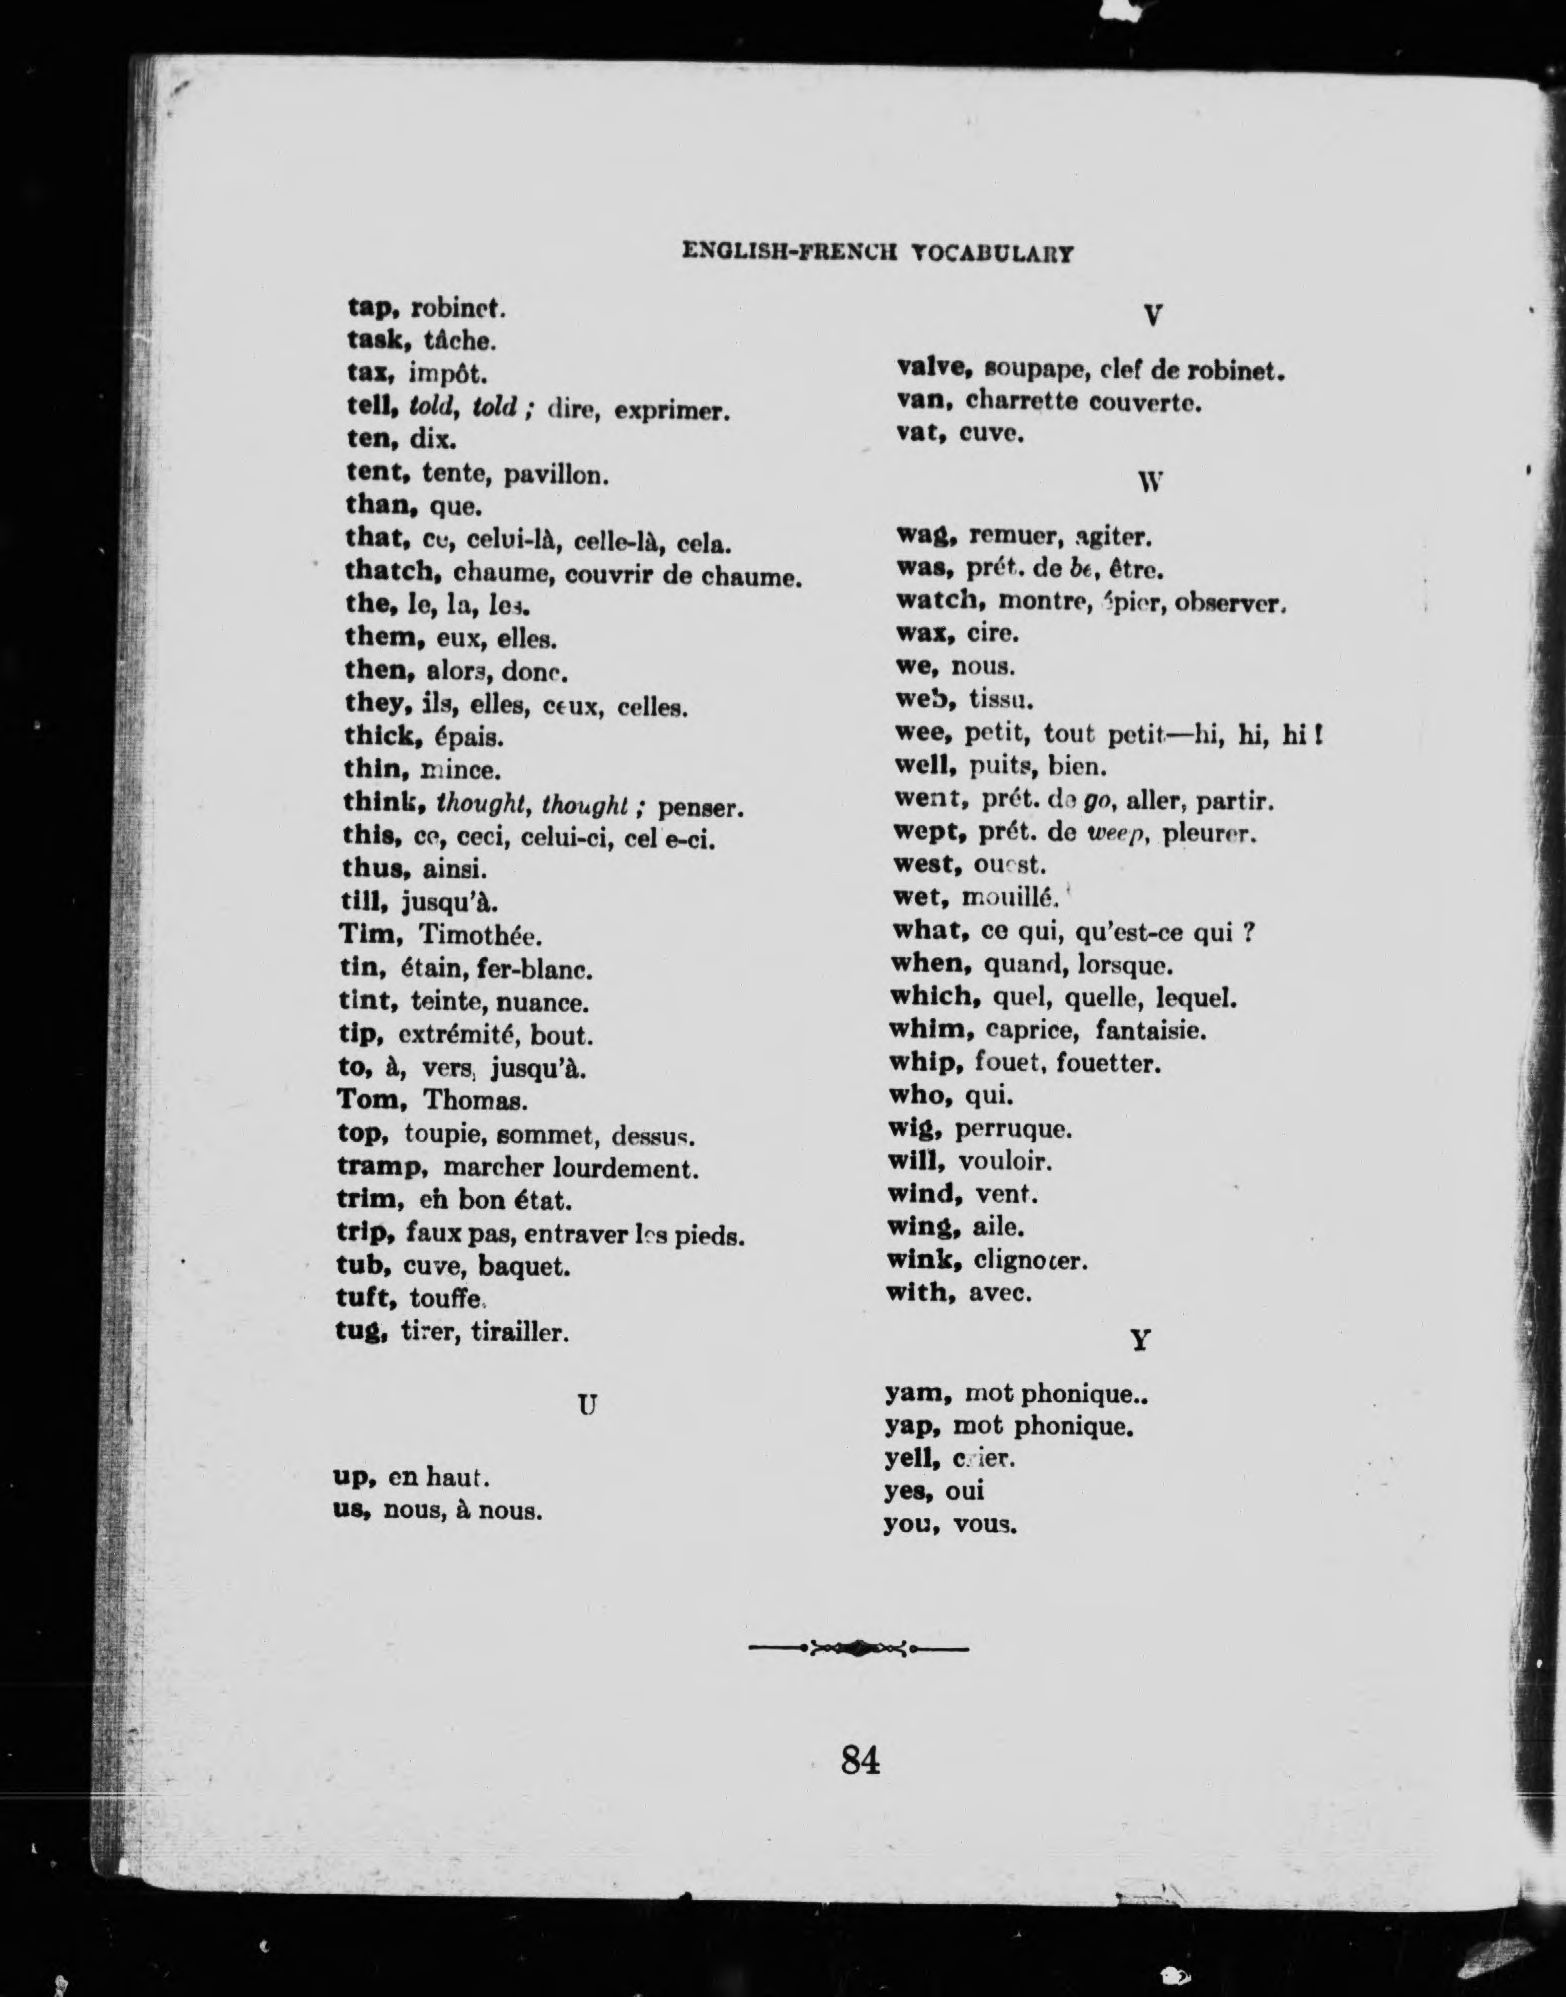 ENGLISH-FRENCH VOCABULARY
tap, robinet.
task, tâche.
tax, impôt.
tell, told, told ; dire, exprimer.
ten, dix.
tent, tente, pavillon.
than, que.
that, ce, celui-là, celle-là, cela.
thatch, chaume, couvrir de chaume.
the, le, la, les.
them, eux, elles.
then, alors, donc.
they, ils, elles, ceux, celles.
thick, épais.
thin, mince.
think, thought, thought ; penser.
this, ce, ceci, celui-ci, celle-ci.
thus, ainsi.
till, jusqu'à.
Tim, Timothée.
tin, étain, fer-blanc.
tint, teinte, nuance.
tip, extrémité, bout.
to, à, vers, jusqu'à.
Tom, Thomas.
top, toupie, sommet, dessus.
tramp, marcher lourdement.
trim, en bon état.
trip, faux pas, entraver les pieds.
tub, cuve, baquet.
tuft, touffe.
tug, tirer, tirailler.
U
up, en haut.
us, nous, à nous.
V
valve, soupape, clef de robinet.
van, charrette couverte.
vat, cuve.
W
wag, remuer, agiter.
was, prét. de be, être.
watch, montre, épier, observer.
wax, cire.
we, nous.
web, tissu.
wee, petit, tout petit—hi, hi, hi !
well, puits, bien.
went, prét. de go, aller, partir.
wept, prét. de weep, pleurer.
west, ouest.
wet, mouillé.
what, ce qui, qu'est-ce qui ?
when, quand, lorsque.
which, quel, quelle, lequel.
whim, caprice, fantaisie.
whip, fouet, fouetter.
who, qui.
wig, perruque.
will, vouloir.
wind, vent.
wing, aile.
wink, clignoter.
with, avec.
Y
yam, mot phonique..
yap, mot phonique.
yell, crier.
yes, oui
you, vous.
84